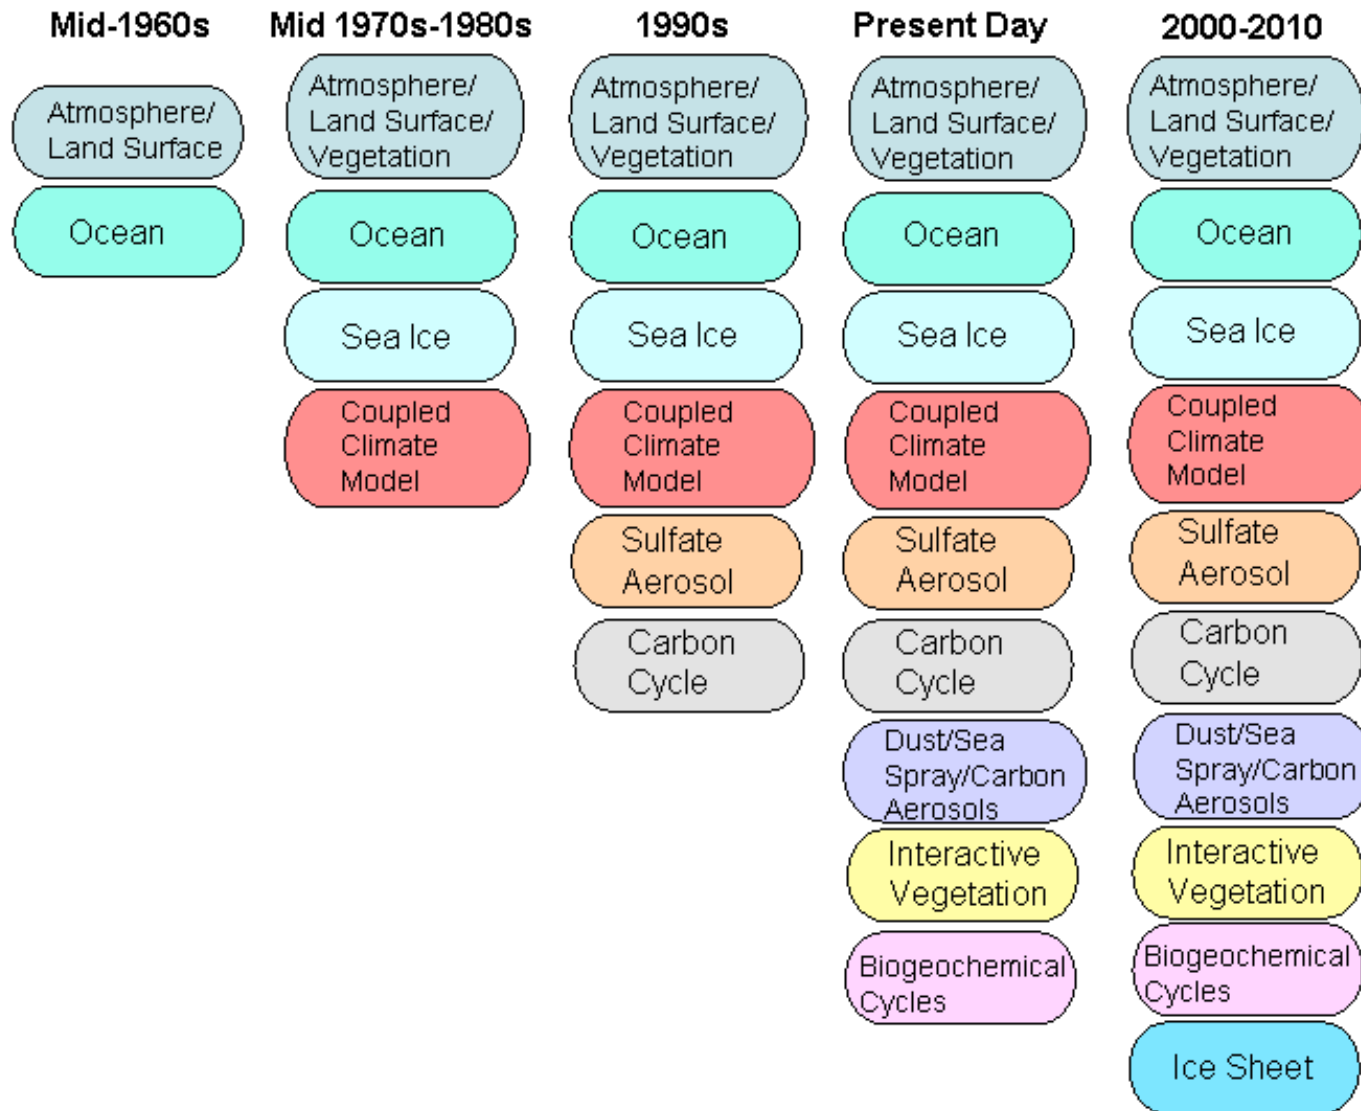 Mid-1960s
Atmosphere/
Land Surface
Ocean
Mid 1970s-1980s
Atmosphere/
Land Surface/
Vegetation
Ocean
Sea Ice
Coupled
Climate
Model
1990s
Atmosphere/
Land Surface/
Vegetation
Ocean
Sea Ice
Coupled
Climate
Model
Sulfate
Aerosol
Carbon
Cycle
Present Day
Atmosphere/
Land Surface/
Vegetation
Ocean
Sea Ice
Coupled
Climate
Model
Sulfate
Aerosol
Carbon
Cycle
Dust/Sea
Spray/Carbon
Aerosols
Interactive
Vegetation
Biogeochemical
Cycles
2000-2010
Atmosphere/
Land Surface/
Vegetation
Ocean
Sea Ice
Coupled
Climate
Model
Sulfate
Aerosol
Carbon
Cycle
Dust/Sea
Spray/Carbon
Aerosols
Interactive
Vegetation
Biogeochemical
Cycles
Ice Sheet